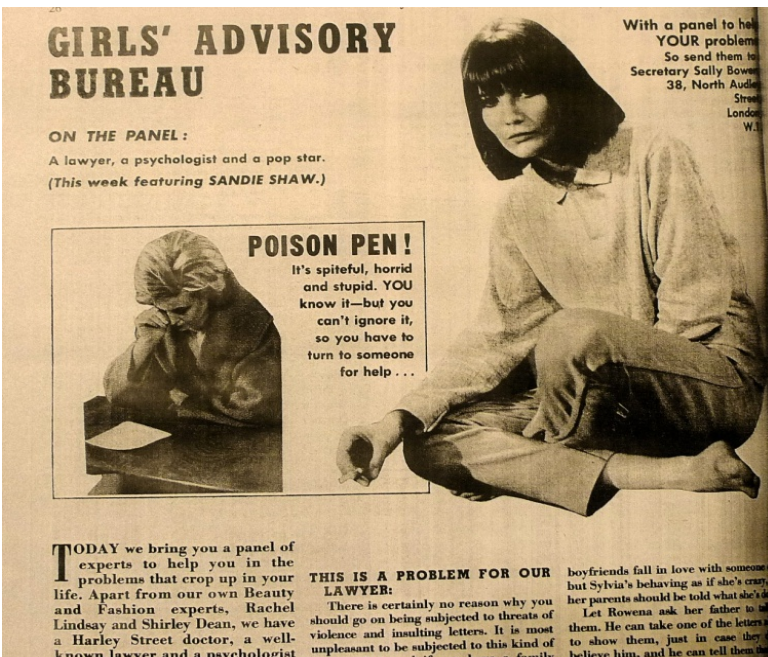 GIRLS' ADVISORY
BUREAU
ON THE PANEL:
A lawyer, a psychologist and a pop star.
(This week featuring SANDIE SHAW.)
With a panel to
YOUR
So send them
Secretary Sally
38, North
W.1
POISON PEN!
It's spiteful, horrid
and stupid. YOU
know it—but you
can't ignore it,
so you have to
turn to someone
for help . . .
TODAY we bring you a panel of
experts to help you in the
problems that crop up in your
life. Apart from our own Beauty
and Fashion experts, Rachel
Lindsay and Shirley Dean, we have
a Harley Street doctor, a well-
known lawyer and a psychologist
THIS IS A PROBLEM FOR OUR
LAWYER:
There is certainly no reason why you
should go on being subjected to threats of
violence and insulting letters. It is most
unpleasant to be subjected to this kind of
boyfriends fall in love with someone
but Sylvia's behaving as if she's crazy,
her parents should be told what she's
Let Rowena ask her father to
them. He can take one of the letters
to show them, just in case they
believe him, and he can tell them